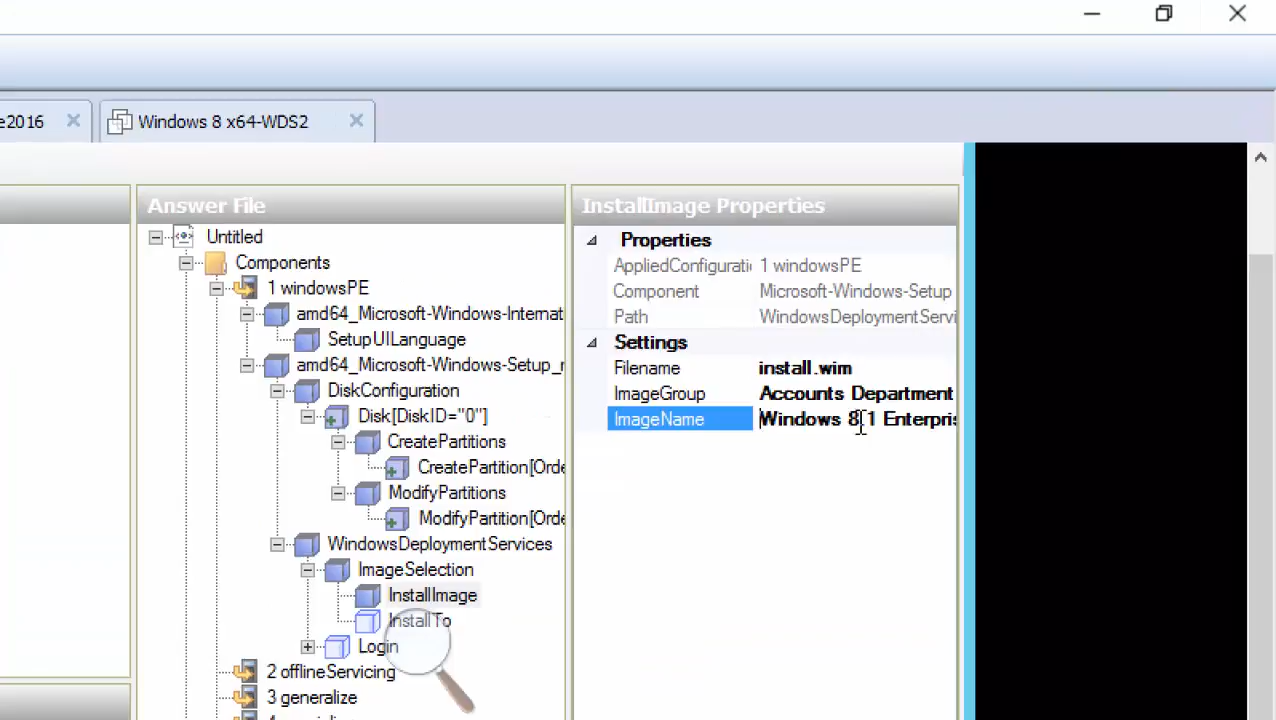 e2016
Windows 8 x64-WDS2
Answer File
Untitled
Components
1 windowsPE
amd64_Microsoft-Windows-Internat
SetupUILanguage
amd64_Microsoft-Windows-Setup_
DiskConfiguration
Disk[DiskID="0"]
CreatePartitions
CreatePartition[Orde
ModifyPartitions
ModifyPartition[Orde
WindowsDeploymentServices
ImageSelection
InstallImage
InstallTo
Login
2 offlineServicing
3 generalize
InstallImage Properties
Properties
AppliedConfigurati 1 windowsPE
Component Microsoft-Windows-Setup
Path WindowsDeploymentServi
Settings
Filename install.wim
ImageGroup Accounts Department
ImageName Windows 8.1 Enterpris